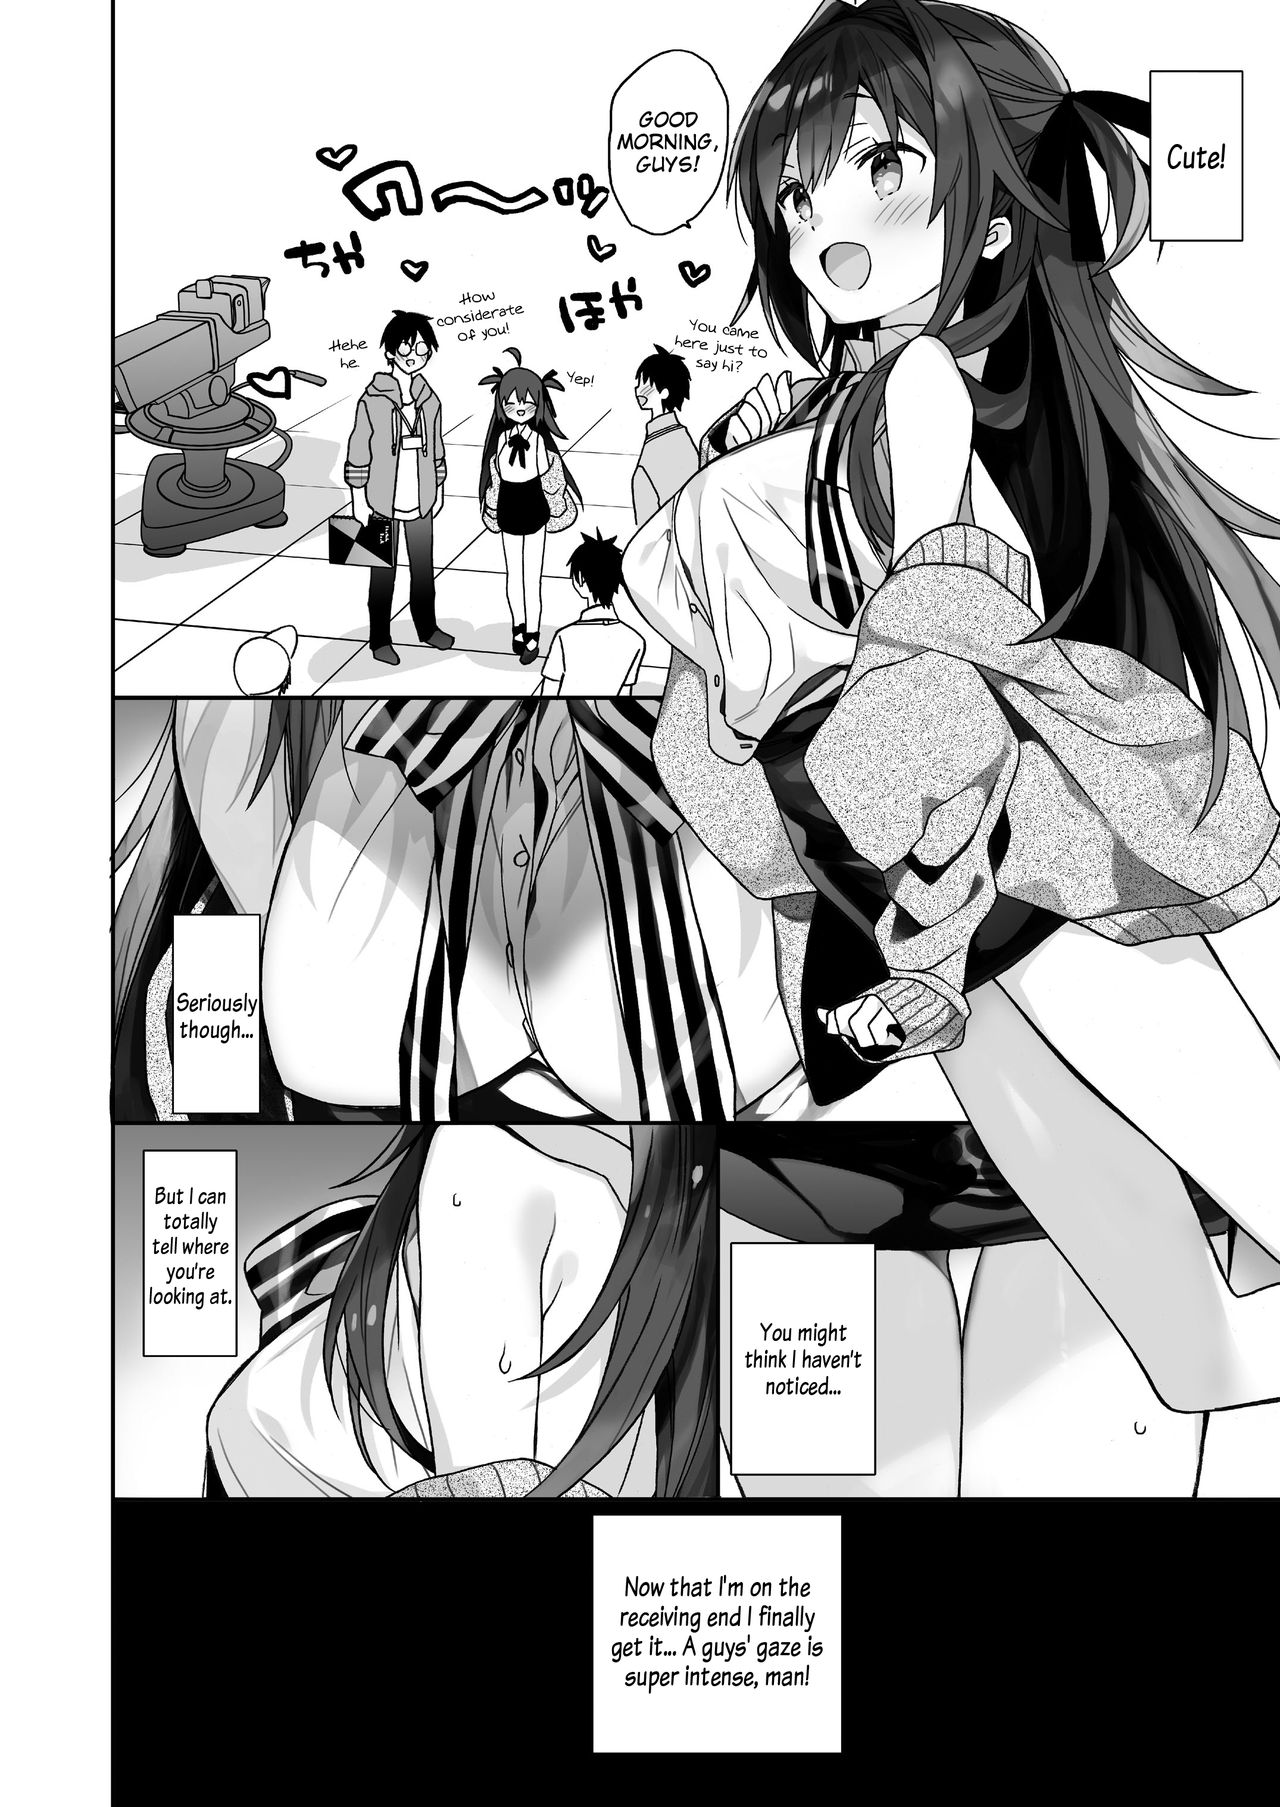 Cute!
GOOD
MORNING,
GUYS!
ちや
ほや
You came
here just to
say hi?
Yep!
How
considerate
of you!
Hehe
he.
Seriously
though...
You might
think I haven't
noticed...
But I can
totally
tell where
you're
looking at.
Now that I'm on the
receiving end I finally
get it... A guys' gaze is
super intense, man!